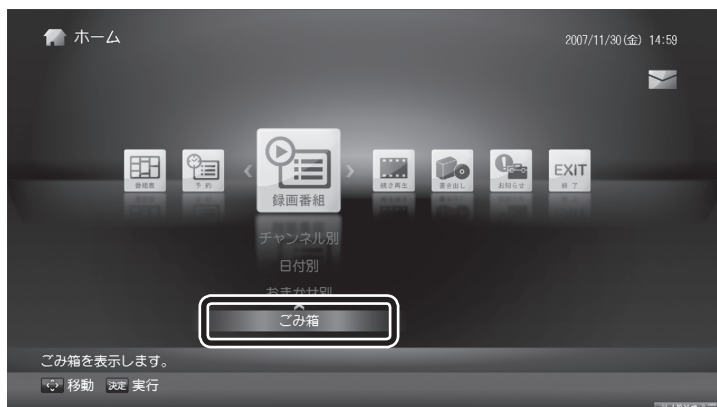 ホーム
2007/11/30(金) 14:59
番組表
予約
録画番組
続き再生
書き出し
お知らせ
EXIT
終了
チャンネル別
日付別
おまかせ別
ごみ箱
ごみ箱を表示します。
移動 決定 実行